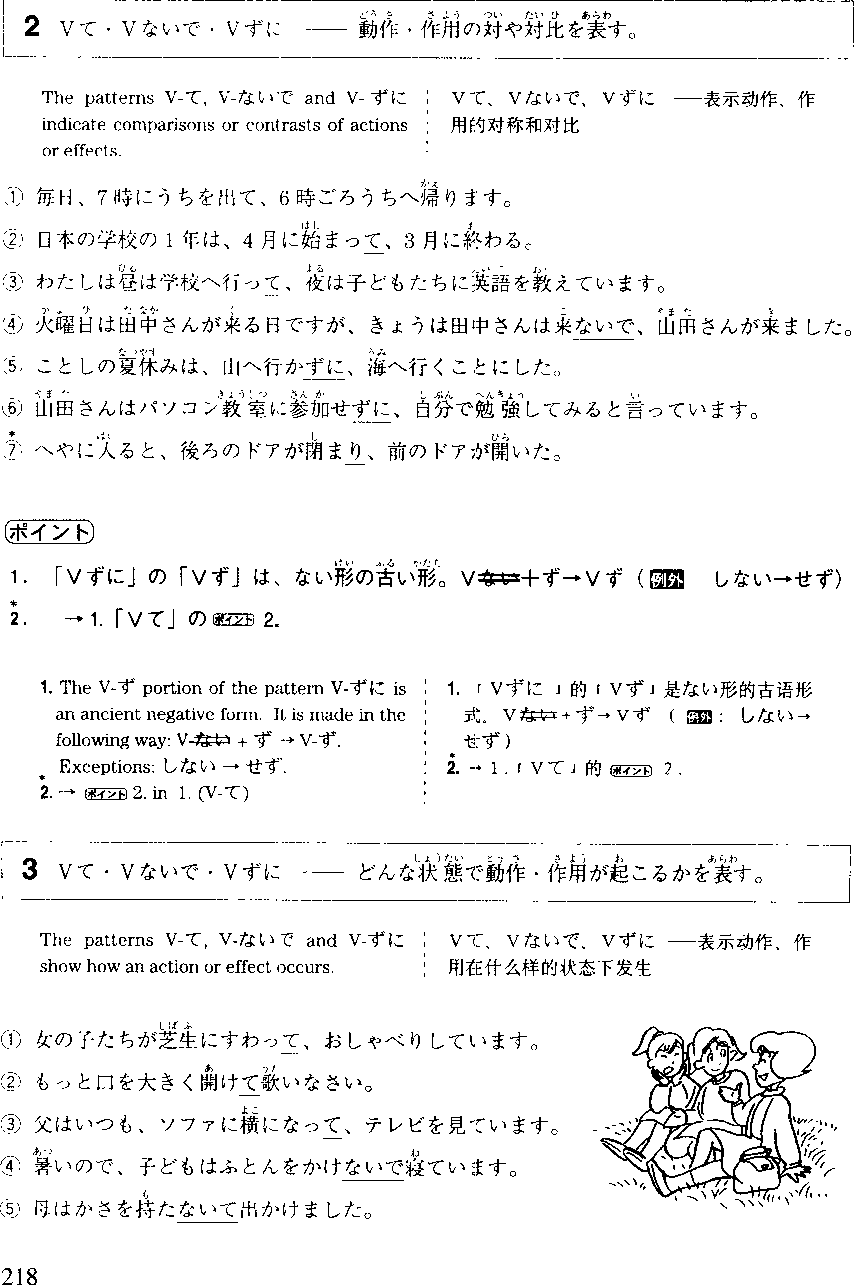 2 Vて・Vないで・Vずに ── 動作・作用の対や対比を表す。
The patterns V-て, V-ないで and V-ずに
indicate comparisons or contrasts of actions
or effects.
Vて、Vないで、Vずに ──表示动作、作
用的对称和对比
① 毎日、7時にうちを出て、6時ごろうちへ帰ります。
② 日本の学校の1年は、4月に始まって、3月に終わる。
③ わたしは昼は学校へ行って、夜は子どもたちに英語を教えています。
④ 火曜日は田中さんが来る日ですが、きょうは田中さんは来ないで、山田さんが来ました。
⑤ ことしの夏休みは、山へ行かずに、海へ行くことにした。
⑥ 山田さんはパソコン教室に参加せずに、自分で勉強してみると言っています。
*⑦ へやに入ると、後ろのドアが閉まり、前のドアが開いた。
ポイント
1. 「Vずに」の「Vず」は、ない形の古い形。Vない+ず→Vず(例外 しない→せず)
*2. →1.「Vて」のポイント2.
1. The V-ず portion of the pattern V-ずに is
an ancient negative form. It is made in the
following way: V-ない + ず → V-ず.
Exceptions: しない → せず.
*2. → ポイント 2. in 1. (V-て)
1. 「Vずに」的「Vず」是ない形的古语形
式。Vない+ず→Vず ( 例外: しない→
せず)
*2. → 1.「Vて」的 ポイント 2.
3 Vて・Vないで・Vずに ── どんな状態で動作・作用が起こるかを表す。
The patterns V-て, V-ないで and V-ずに
show how an action or effect occurs.
Vて、Vないで、Vずに ──表示动作、作
用在什么样的状态下发生
① 女の子たちが芝生にすわって、おしゃべりしています。
② もっと口を大きく開けて歌いなさい。
③ 父はいつも、ソファに横になって、テレビを見ています。
④ 暑いので、子どもはふとんをかけないで寝ています。
⑤ 母はかさを持たないて出かけました。
218